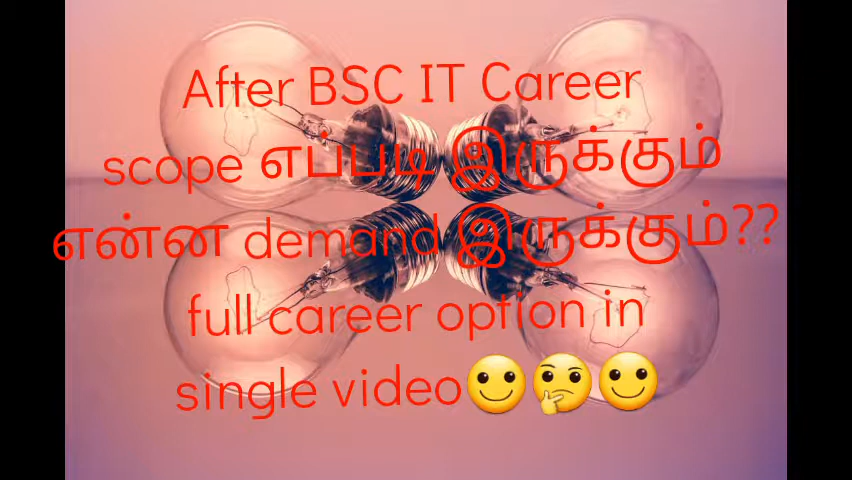 After BSC IT Career
scope எப்படி இருக்கும்
என்ன demand இருக்கும்??
full career option in
single video🙂🤔🙂